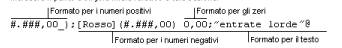 Formato per i numeri positivi Formato per gli zeri
#.###,00_);[Rosso](#.###,00) 0,00;"entrate lorde"@
Formato per i numeri negativi Formato per il testo